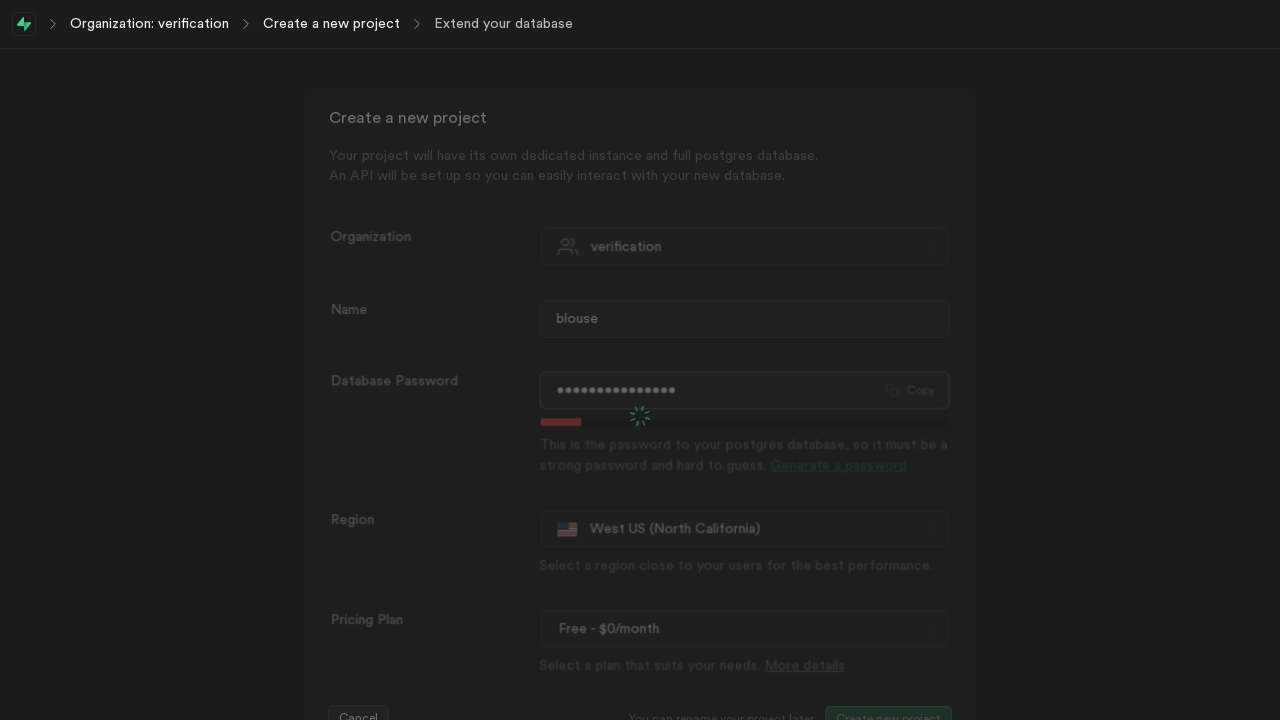 Organization: verification
Create a new project
Extend your database
Create a new project
Your project will have its own dedicated instance and full postgres database.
An API will be set up so you can easily interact with your new database.
Organization
verification
Name
blouse
Database Password
•••••••••••••••
Copy
This is the password to your postgres database, so it must be a
strong password and hard to guess. Generate a password
Region
West US (North California)
Select a region close to your users for the best performance.
Pricing Plan
Free - $0/month
Select a plan that suits your needs. More details
Cancel
You can rename your project later
Create new project